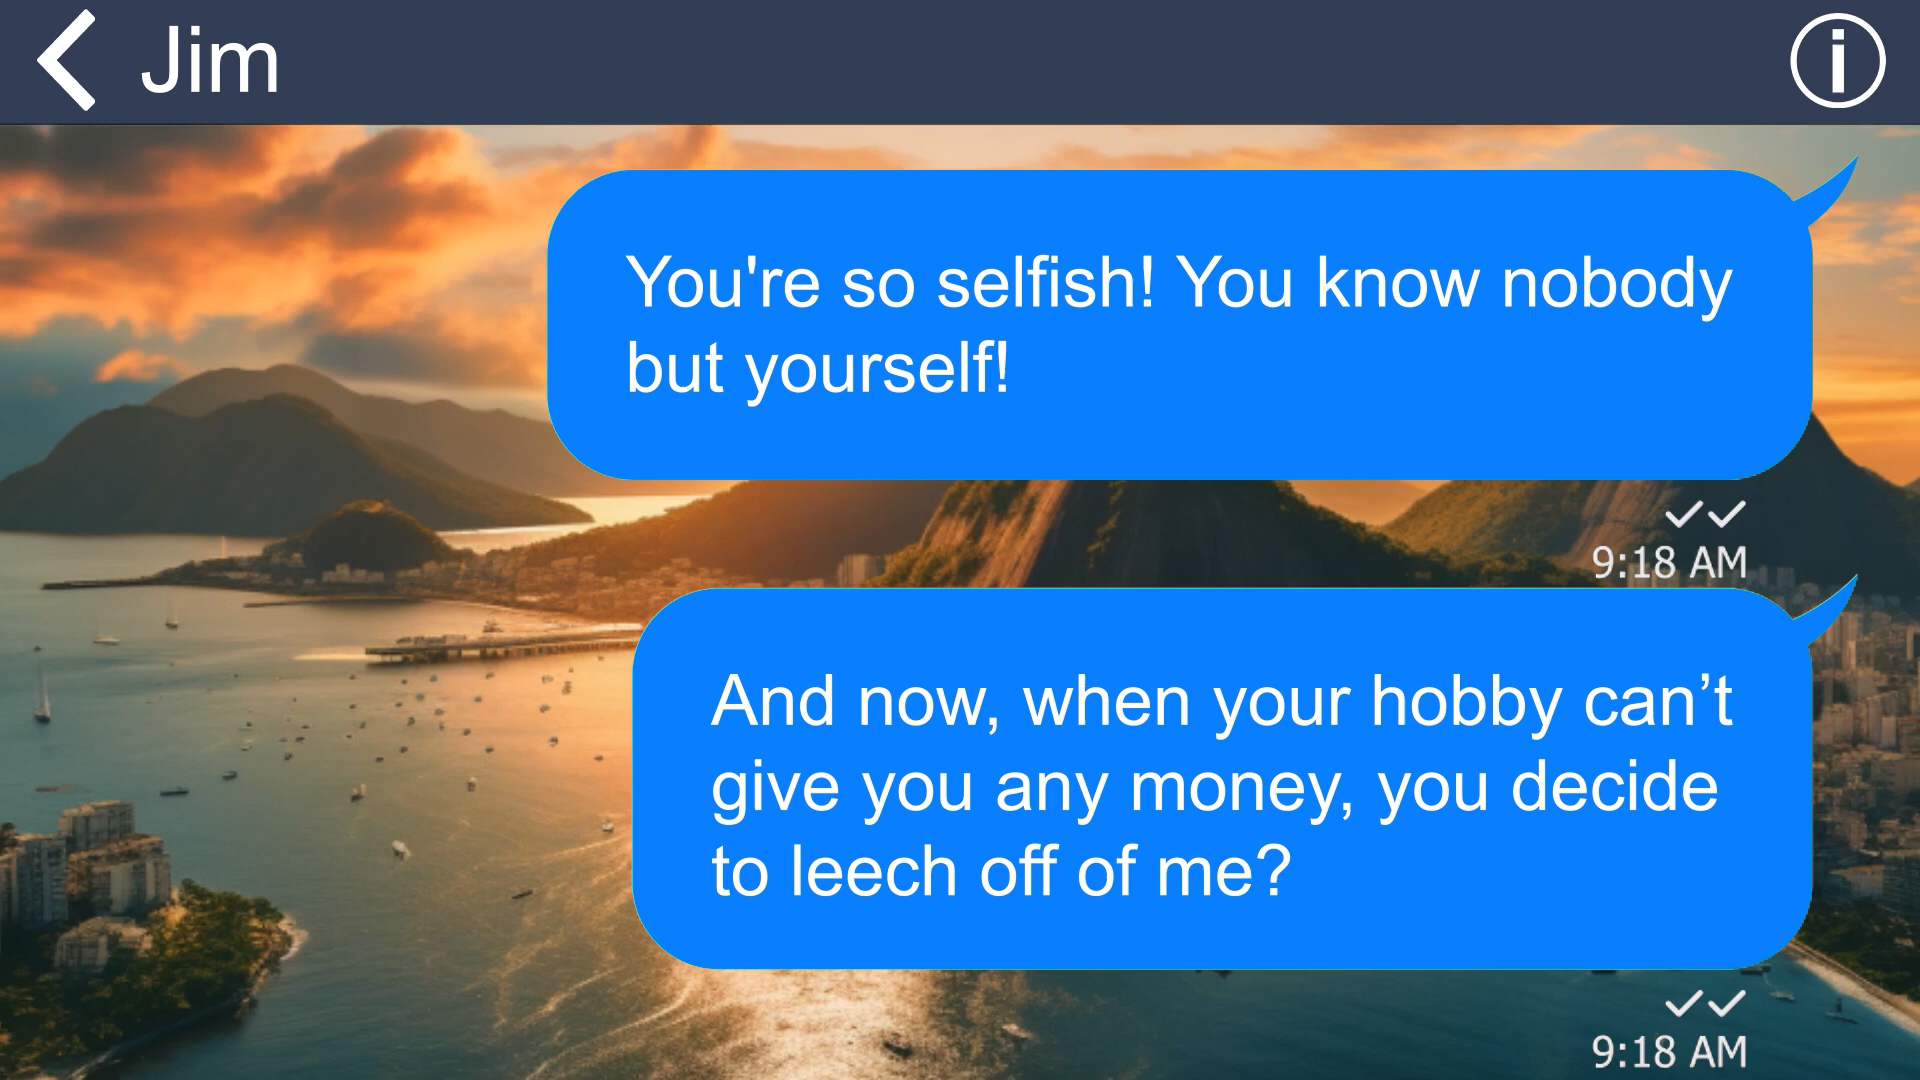 Jim
You're so selfish! You know nobody
but yourself!
9:18 AM
And now, when your hobby can’t
give you any money, you decide
to leech off of me?
9:18 AM